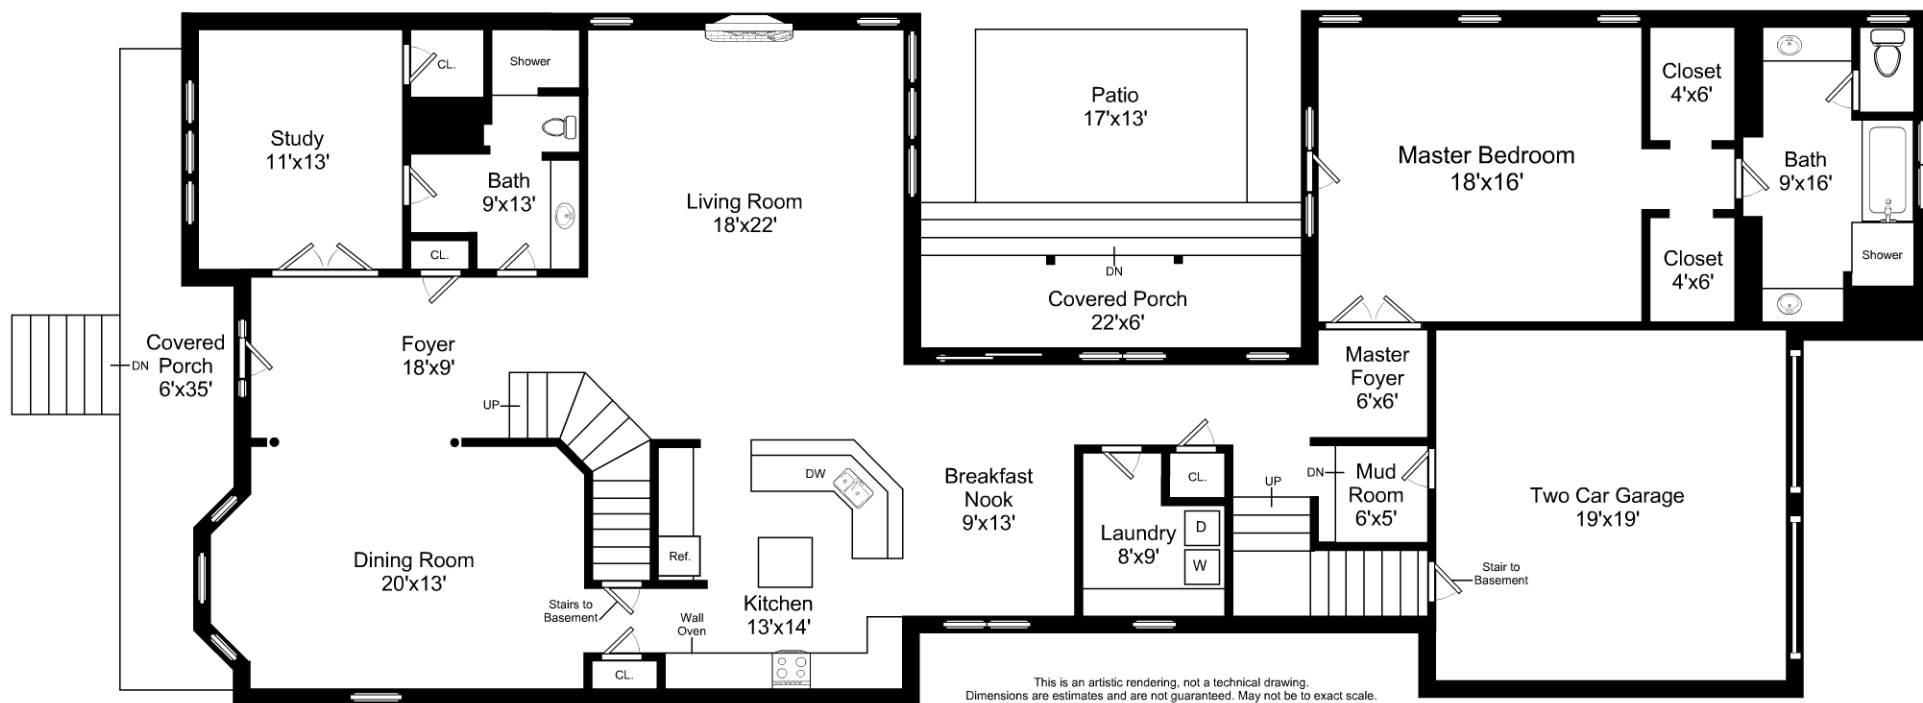 CL.
Shower
Study
11'x13'
Bath
9'x13'
CL.
Living Room
18'x22'
Patio
17'x13'
DN
Covered Porch
22'x6'
Master Bedroom
18'x16'
Closet
4'x6'
Closet
4'x6'
Bath
9'x16'
Shower
DN
Covered
Porch
6'x35'
Foyer
18'x9'
UP
Master
Foyer
6'x6'
DW
Breakfast
Nook
9'x13'
CL.
UP
DN
Mud
Room
6'x5'
Two Car Garage
19'x19'
Laundry
8'x9'
D
W
Ref.
Dining Room
20'x13'
Stairs to
Basement
Wall
Oven
Kitchen
13'x14'
Stair to
Basement
CL.
This is an artistic rendering, not a technical drawing.
Dimensions are estimates and are not guaranteed. May not be to exact scale.